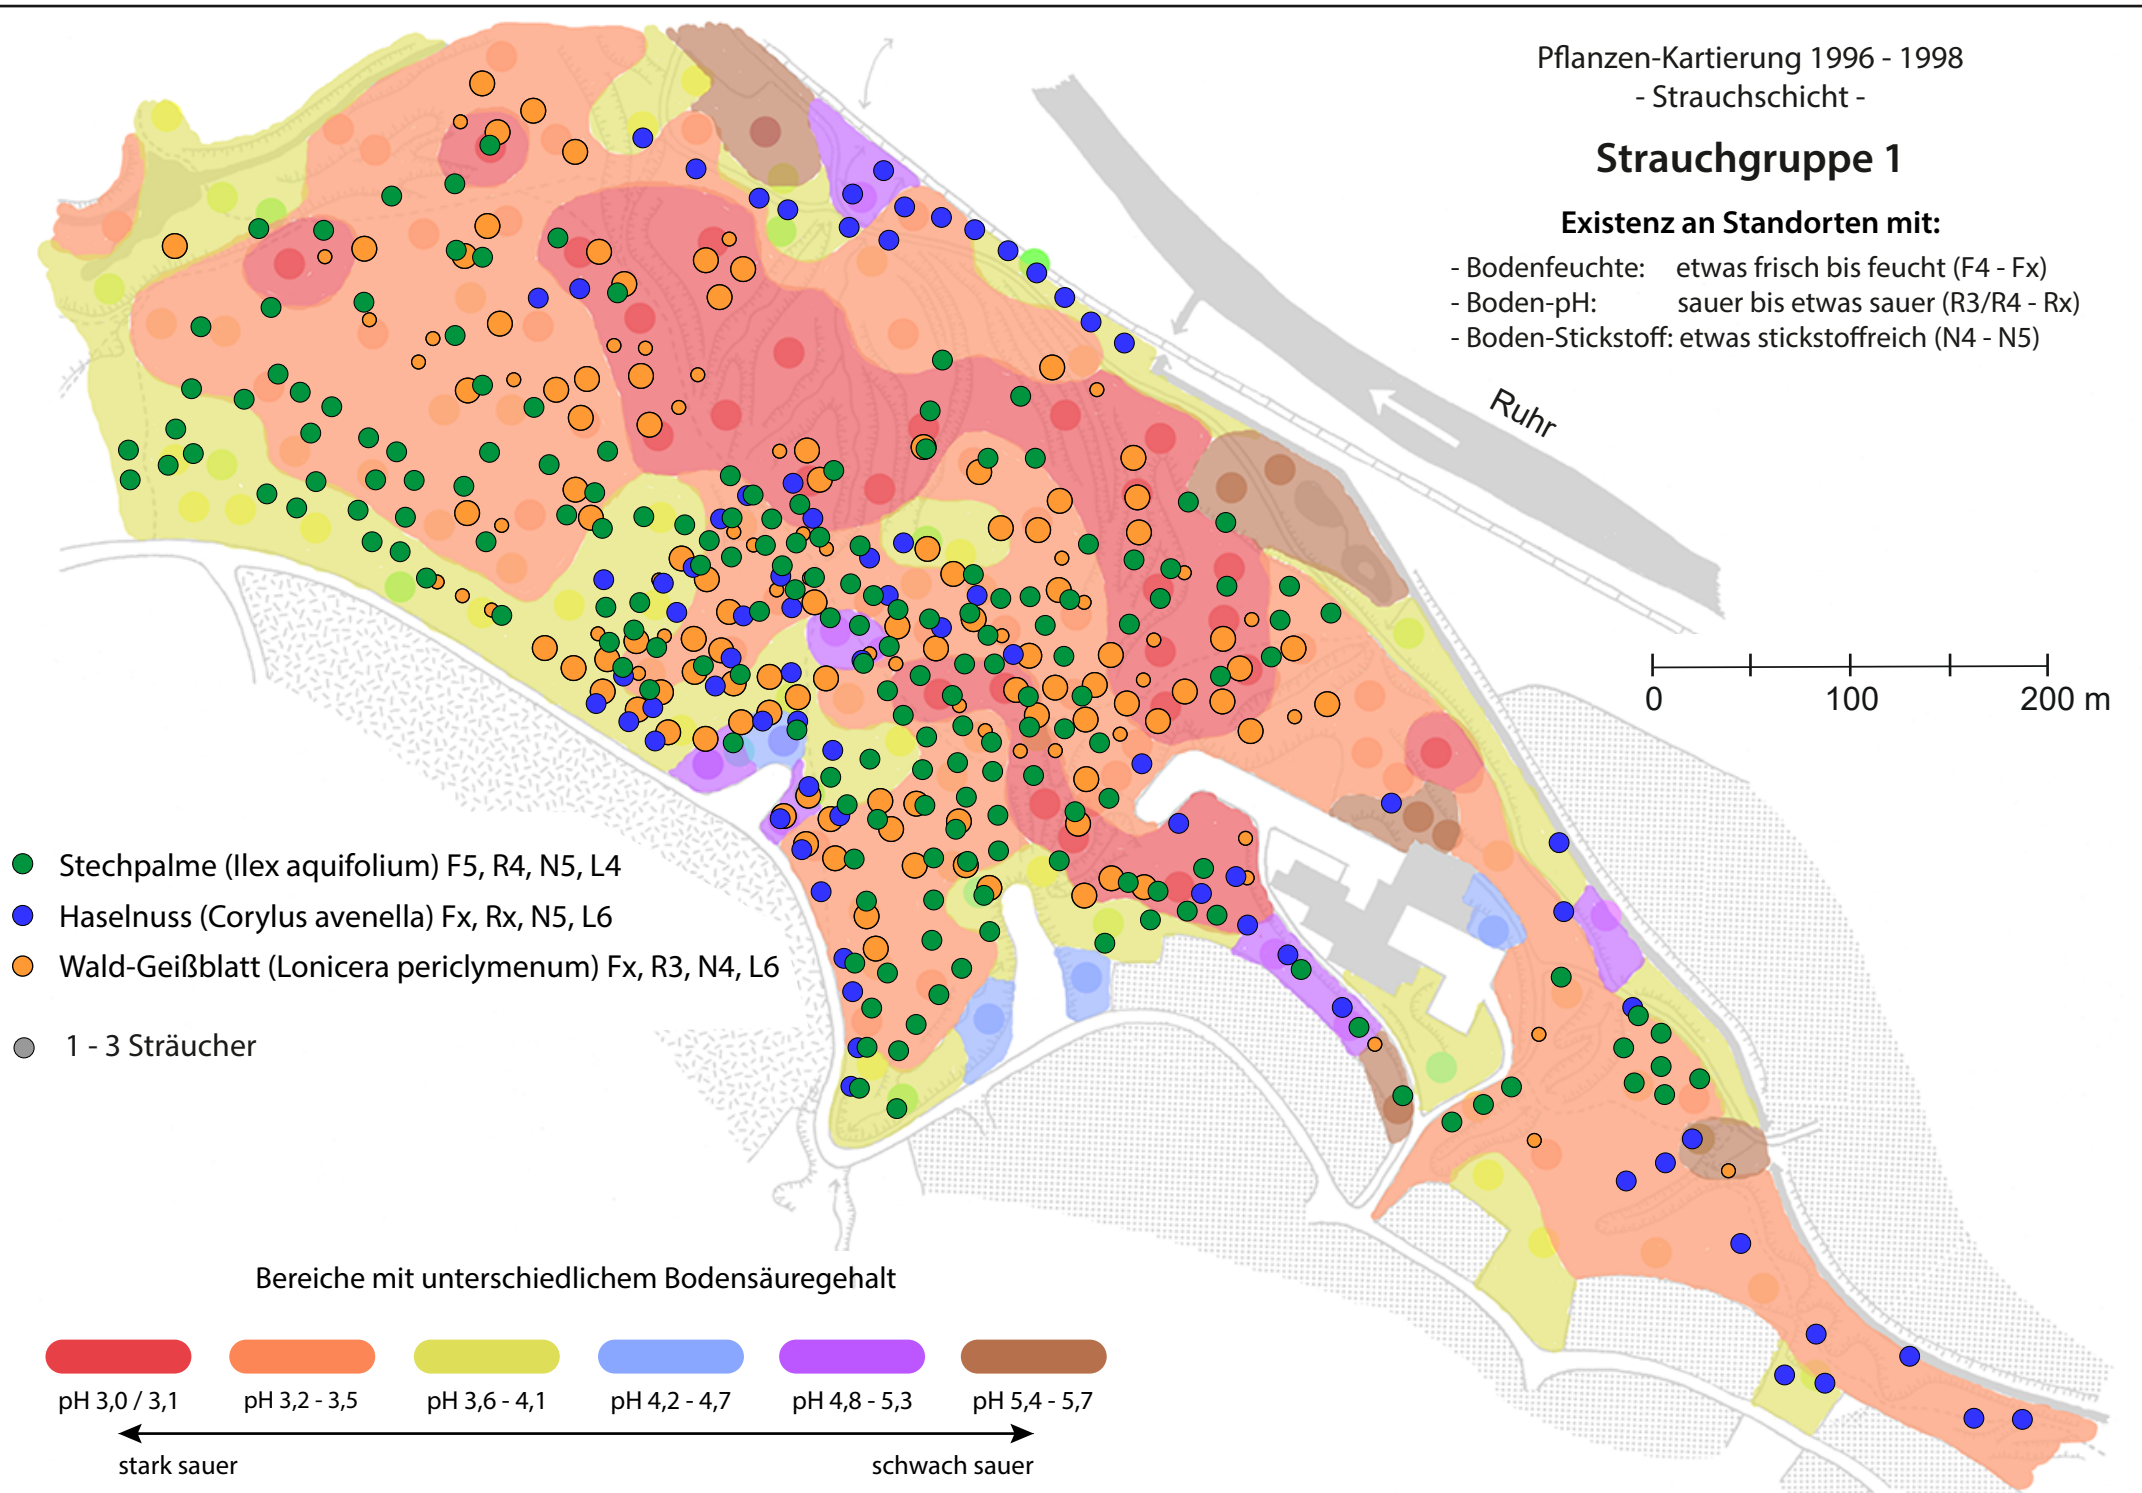 Pflanzen-Kartierung 1996 - 1998
- Strauchschicht -
Strauchgruppe 1
Existenz an Standorten mit:
- Bodenfeuchte: etwas frisch bis feucht (F4 - Fx)
- Boden-pH: sauer bis etwas sauer (R3/R4 - Rx)
- Boden-Stickstoff: etwas stickstoffreich (N4 - N5)
Ruhr
0 100 200 m
Stechpalme (Ilex aquifolium) F5, R4, N5, L4
Haselnuss (Corylus avenella) Fx, Rx, N5, L6
Wald-Geißblatt (Lonicera periclymenum) Fx, R3, N4, L6
1 - 3 Sträucher
Bereiche mit unterschiedlichem Bodensäuregehalt
pH 3,0 / 3,1 pH 3,2 - 3,5 pH 3,6 - 4,1 pH 4,2 - 4,7 pH 4,8 - 5,3 pH 5,4 - 5,7
stark sauer schwach sauer